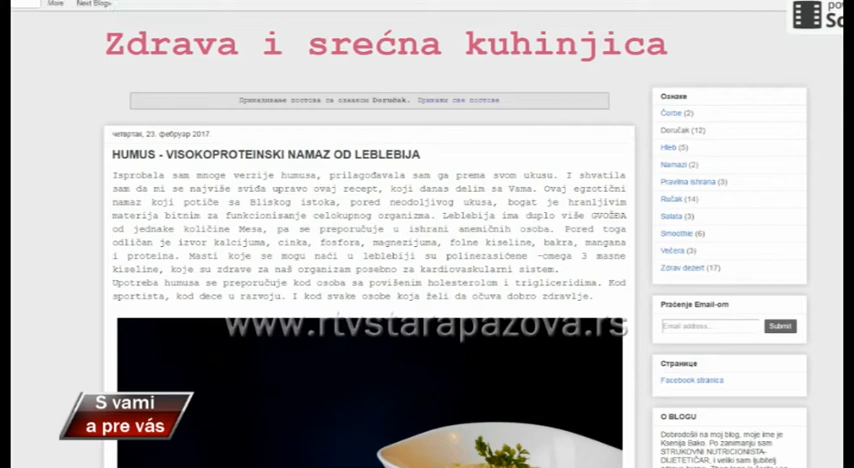 More Next Blog»
Zdrava i srećna kuhinjica
Приказивање постова са ознаком Doručak. Прикажи све постове
четвртак, 23. фебруар 2017.
HUMUS - VISOKOPROTEINSKI NAMAZ OD LEBLEBIJA
Isprobala sam mnoge verzije humusa, prilagođavala sam ga prema svom ukusu. I shvatila
sam da mi se najviše sviđa upravo ovaj recept, koji danas delim sa Vama. Ovaj egzotični
namaz koji potiče sa Bliskog istoka, pored neodoljivog ukusa, bogat je hranljivim
materija bitnim za funkcionisanje celokupnog organizma. Leblebija ima duplo više GVOŽĐA
od jednake količine Mesa, pa se preporučuje u ishrani anemičnih osoba. Pored toga
odličan je izvor kalcijuma, cinka, fosfora, magnezijuma, folne kiseline, bakra, mangana
i proteina. Masti koje se mogu naći u leblebiji su polinezasićene -omega 3 masne
kiseline, koje su zdrave za naš organizam posebno za kardiovaskularni sistem.
Upotreba humusa se preporučuje kod osoba sa povišenim holesterolom i trigliceridima. Kod
sportista, kod dece u razvoju. I kod svake osobe koja želi da očuva dobro zdravlje.
www.rtvstarapazova.rs
S vami
a pre vás
Ознаке
Čorbe (2)
Doručak (12)
Hleb (5)
Namazi (2)
Pravilna ishrana (3)
Ručak (14)
Salata (3)
Smoothie (6)
Večera (3)
Zdrav dezert (17)
Praćenje Email-om
Email address... Submit
Странице
Facebook stranica
O BLOGU
Dobrodošli na moj blog, moje ime je
Ksenija Bako. Po zanimanju sam
STRUKOVNI NUTRICIONISTA-
DIJETETIČAR, i veliki sam ljubitelj